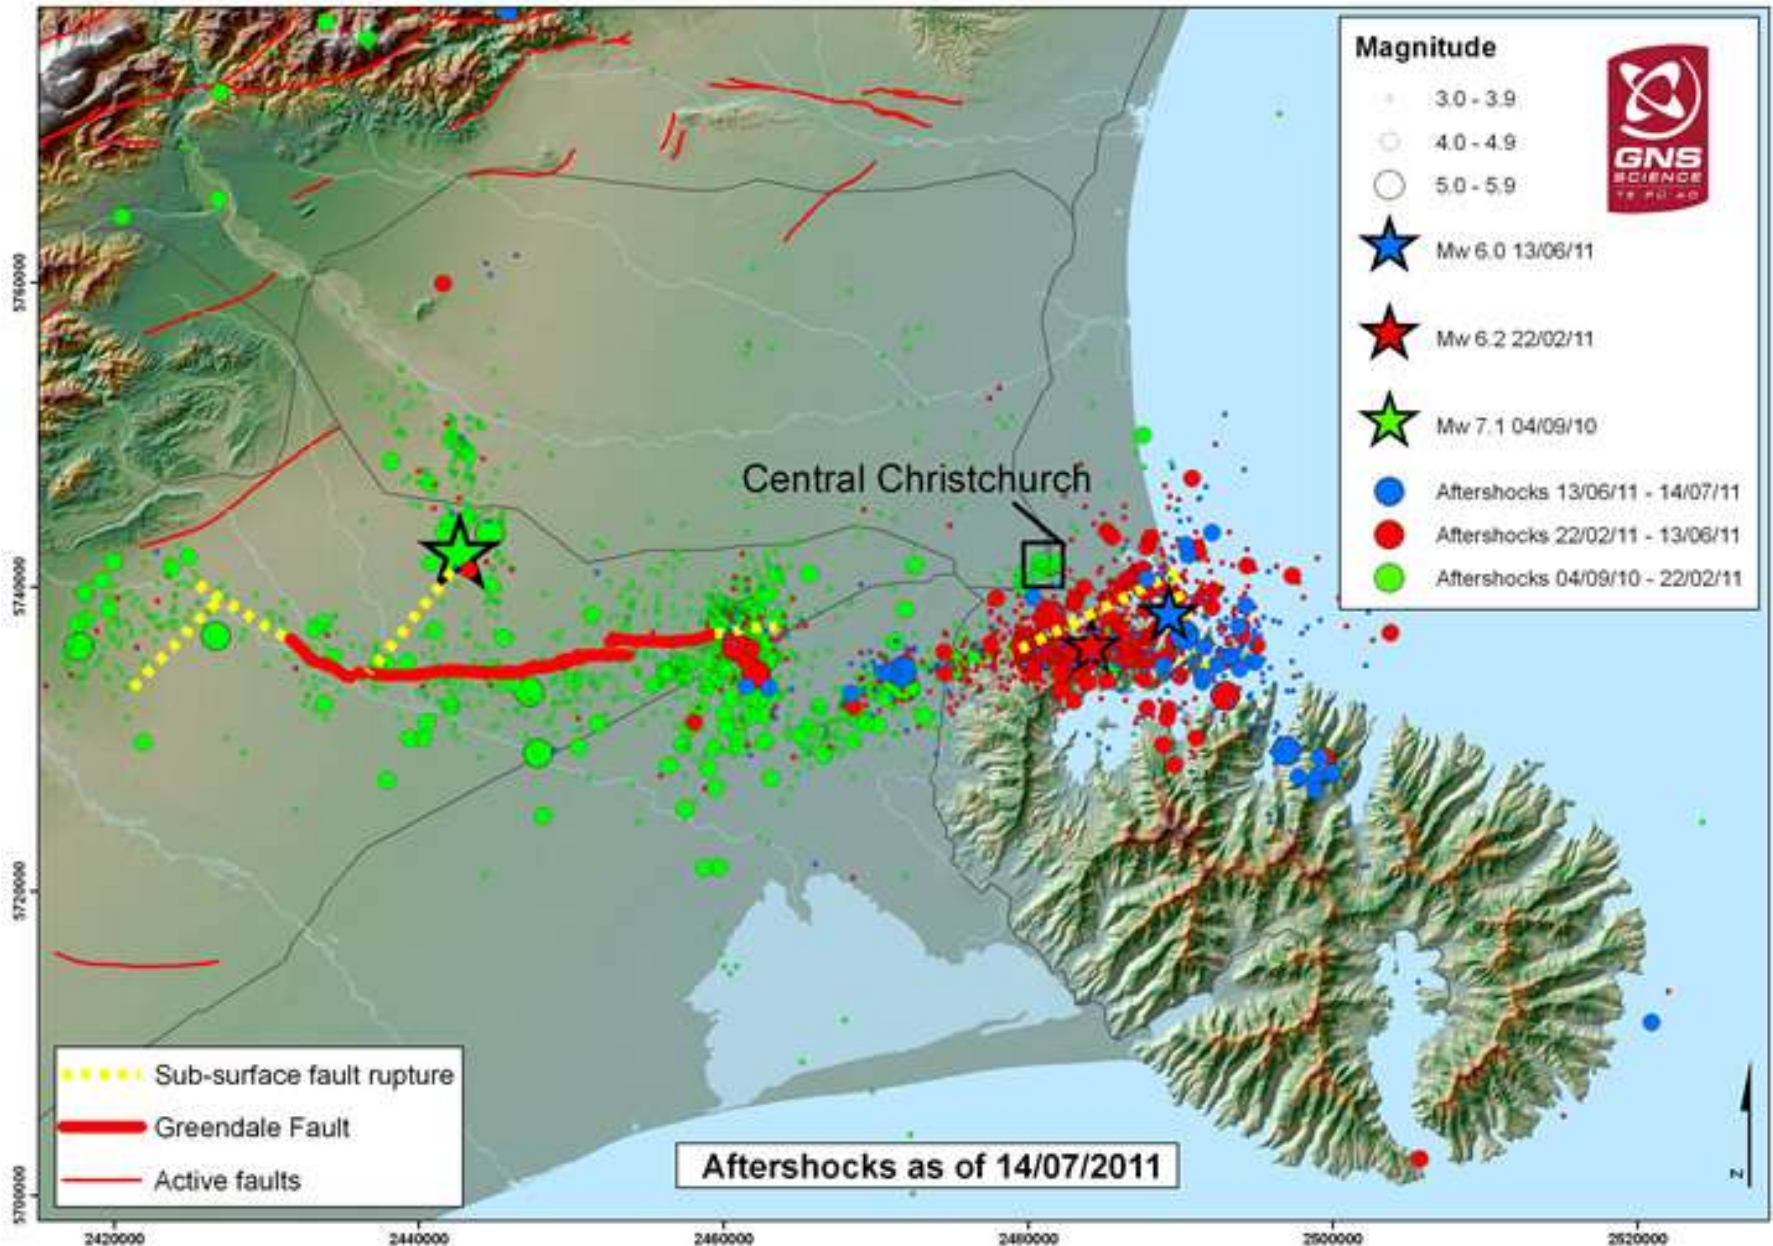 Magnitude
3.0 - 3.9
4.0 - 4.9
5.0 - 5.9
GNS
SCIENCE
TE PŪ AO
Mw 6.0 13/06/11
Mw 6.2 22/02/11
Mw 7.1 04/09/10
Aftershocks 13/06/11 - 14/07/11
Aftershocks 22/02/11 - 13/06/11
Aftershocks 04/09/10 - 22/02/11
Central Christchurch
5760000
5740000
5720000
5700000
Sub-surface fault rupture
Greendale Fault
Active faults
Aftershocks as of 14/07/2011
N
2420000
2440000
2460000
2480000
2500000
2520000